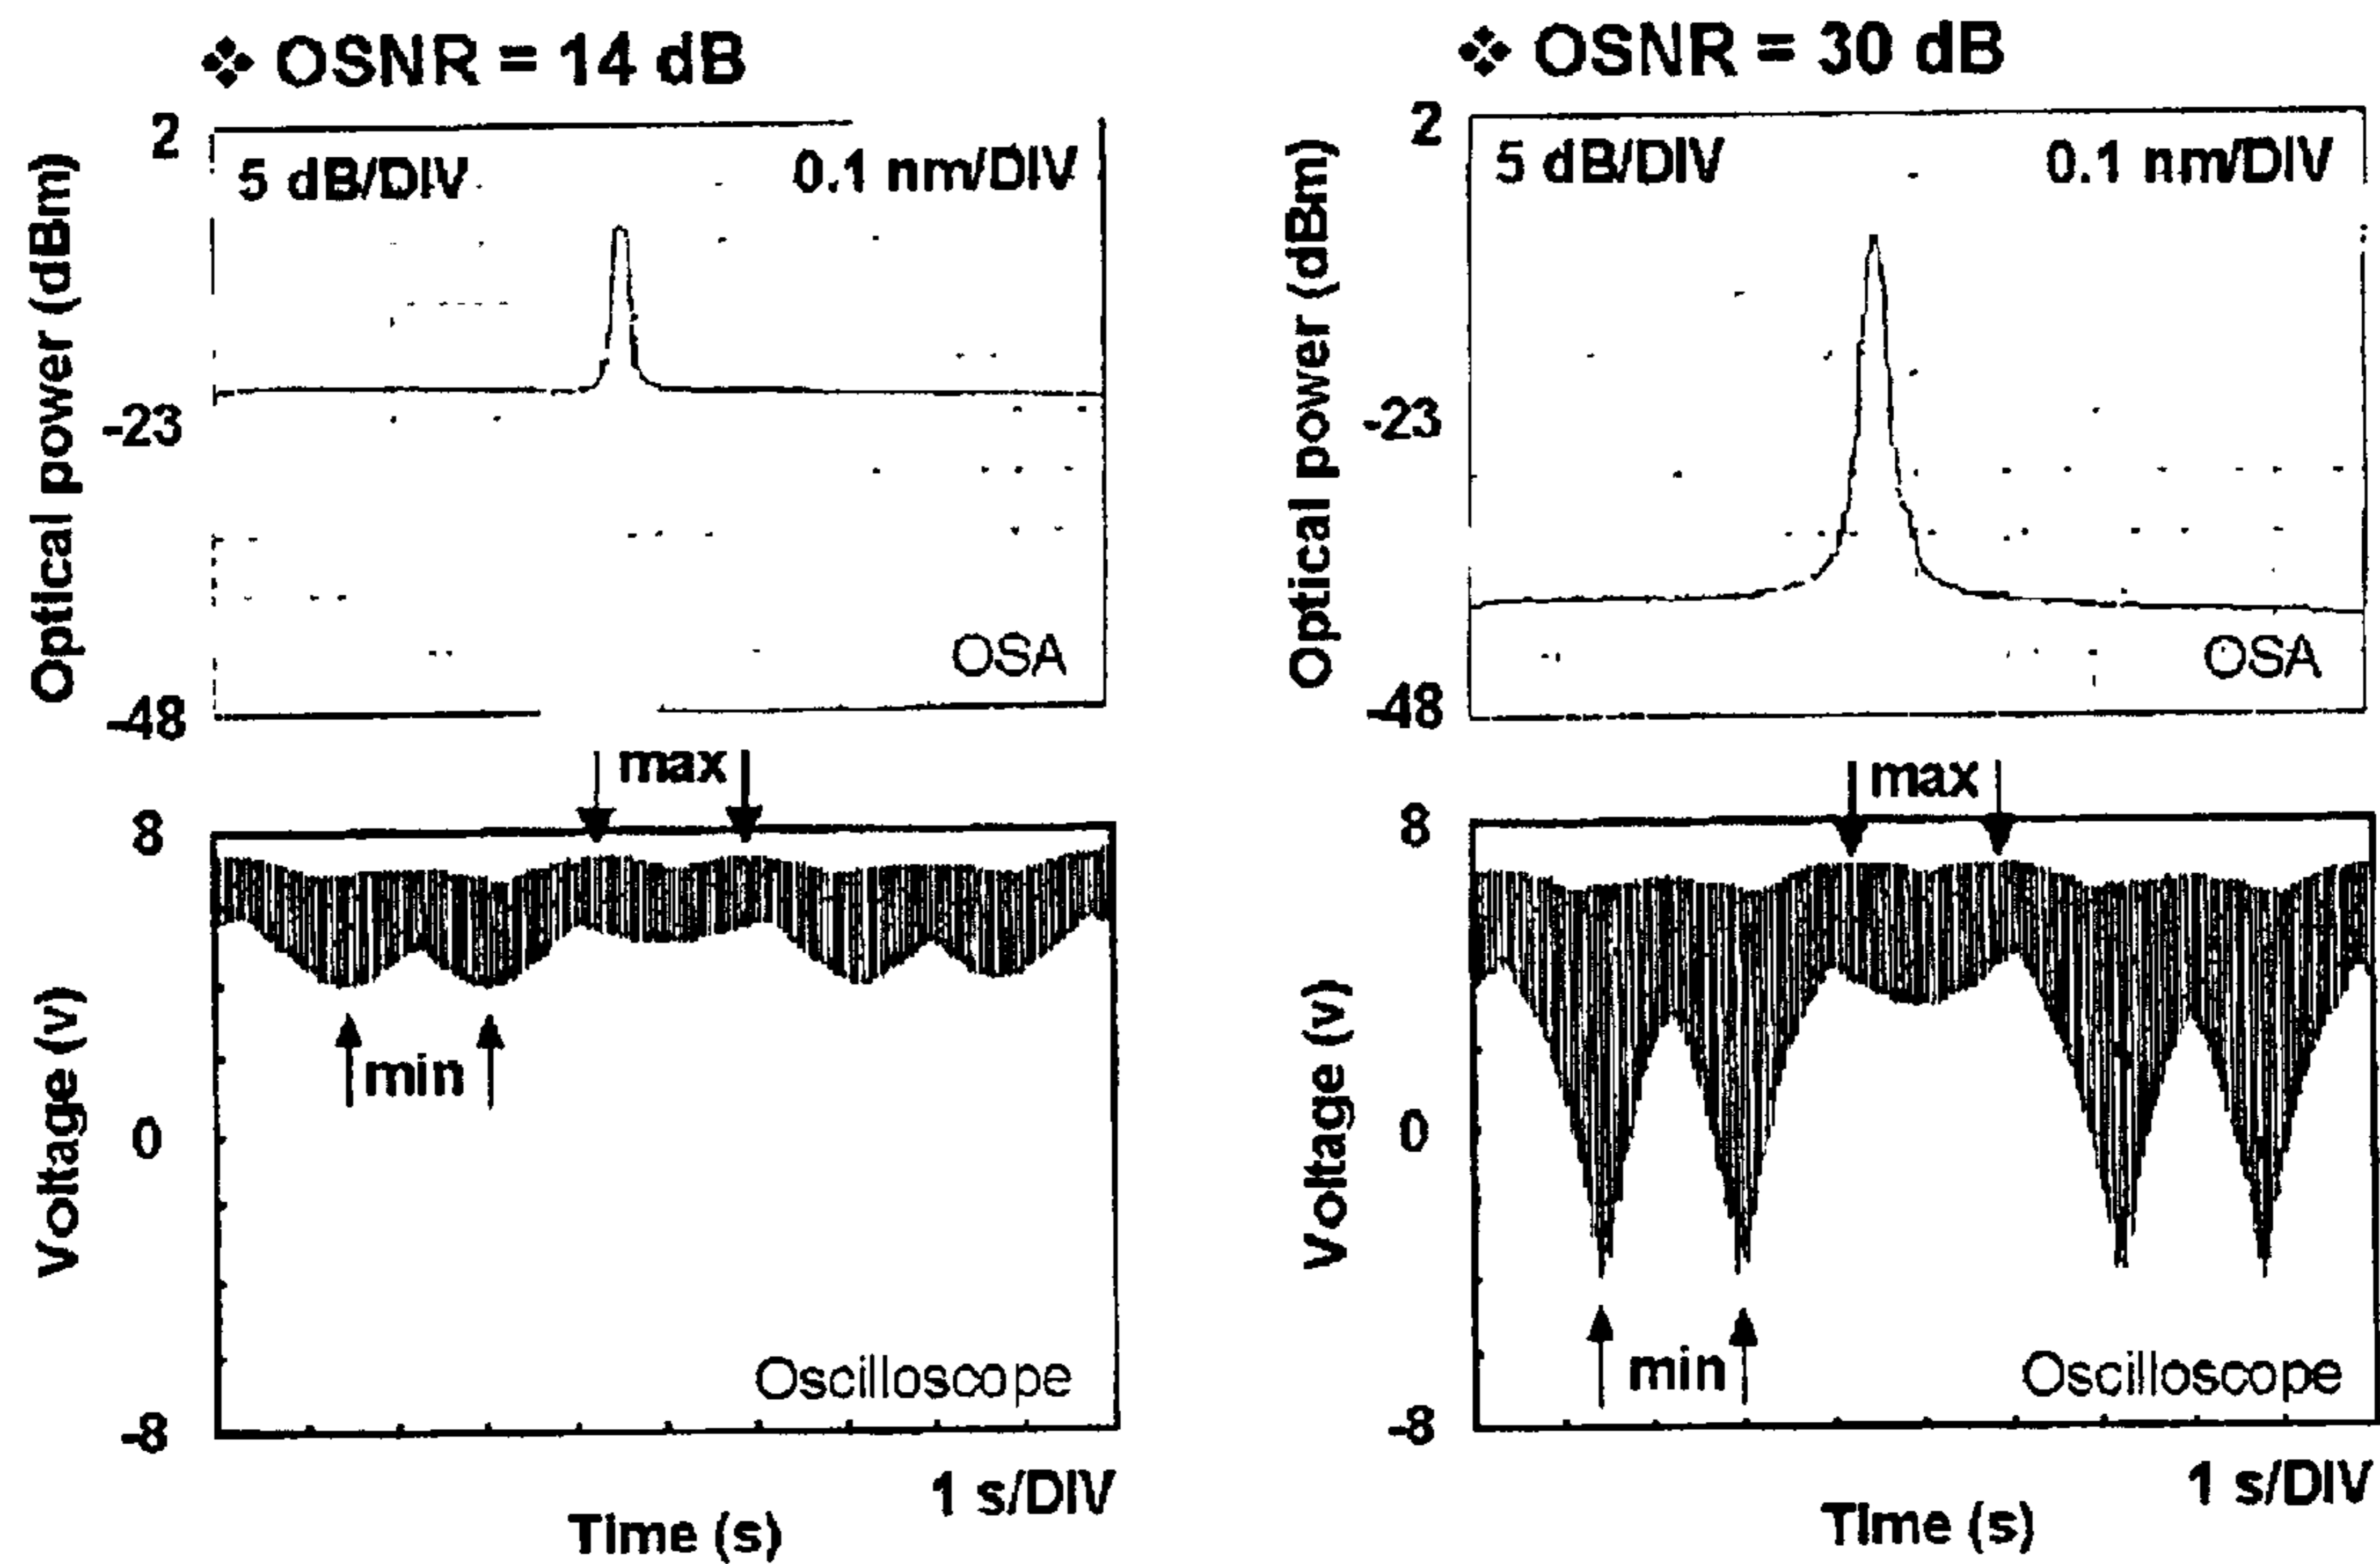 ❖ OSNR = 14 dB
2
5 dB/DIV
0.1 nm/DIV
Optical power (dBm)
-23
OSA
-48
max
8
Voltage (v)
min
0
Oscilloscope
-8
1 s/DIV
Time (s)
❖ OSNR = 30 dB
2
5 dB/DIV
0.1 nm/DIV
Optical power (dBm)
-23
OSA
-48
max
8
Voltage (v)
0
min
Oscilloscope
-8
1 s/DIV
Time (s)